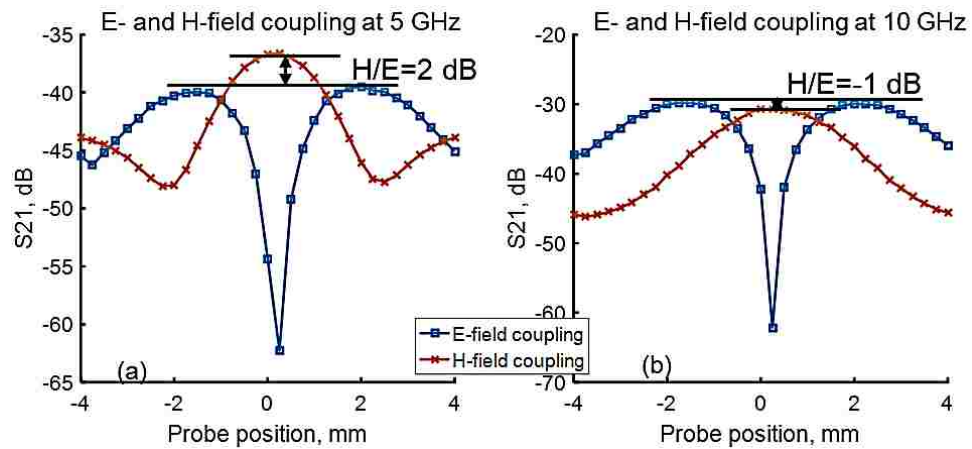 E- and H-field coupling at 5 GHz
-35
-40
-45
-50
-55
-60
-65
S21, dB
H/E=2 dB
(a)
-4
-2
0
2
4
Probe position, mm
E-field coupling
H-field coupling
E- and H-field coupling at 10 GHz
-20
-30
-40
-50
-60
-70
S21, dB
H/E=-1 dB
(b)
-4
-2
0
2
4
Probe position, mm